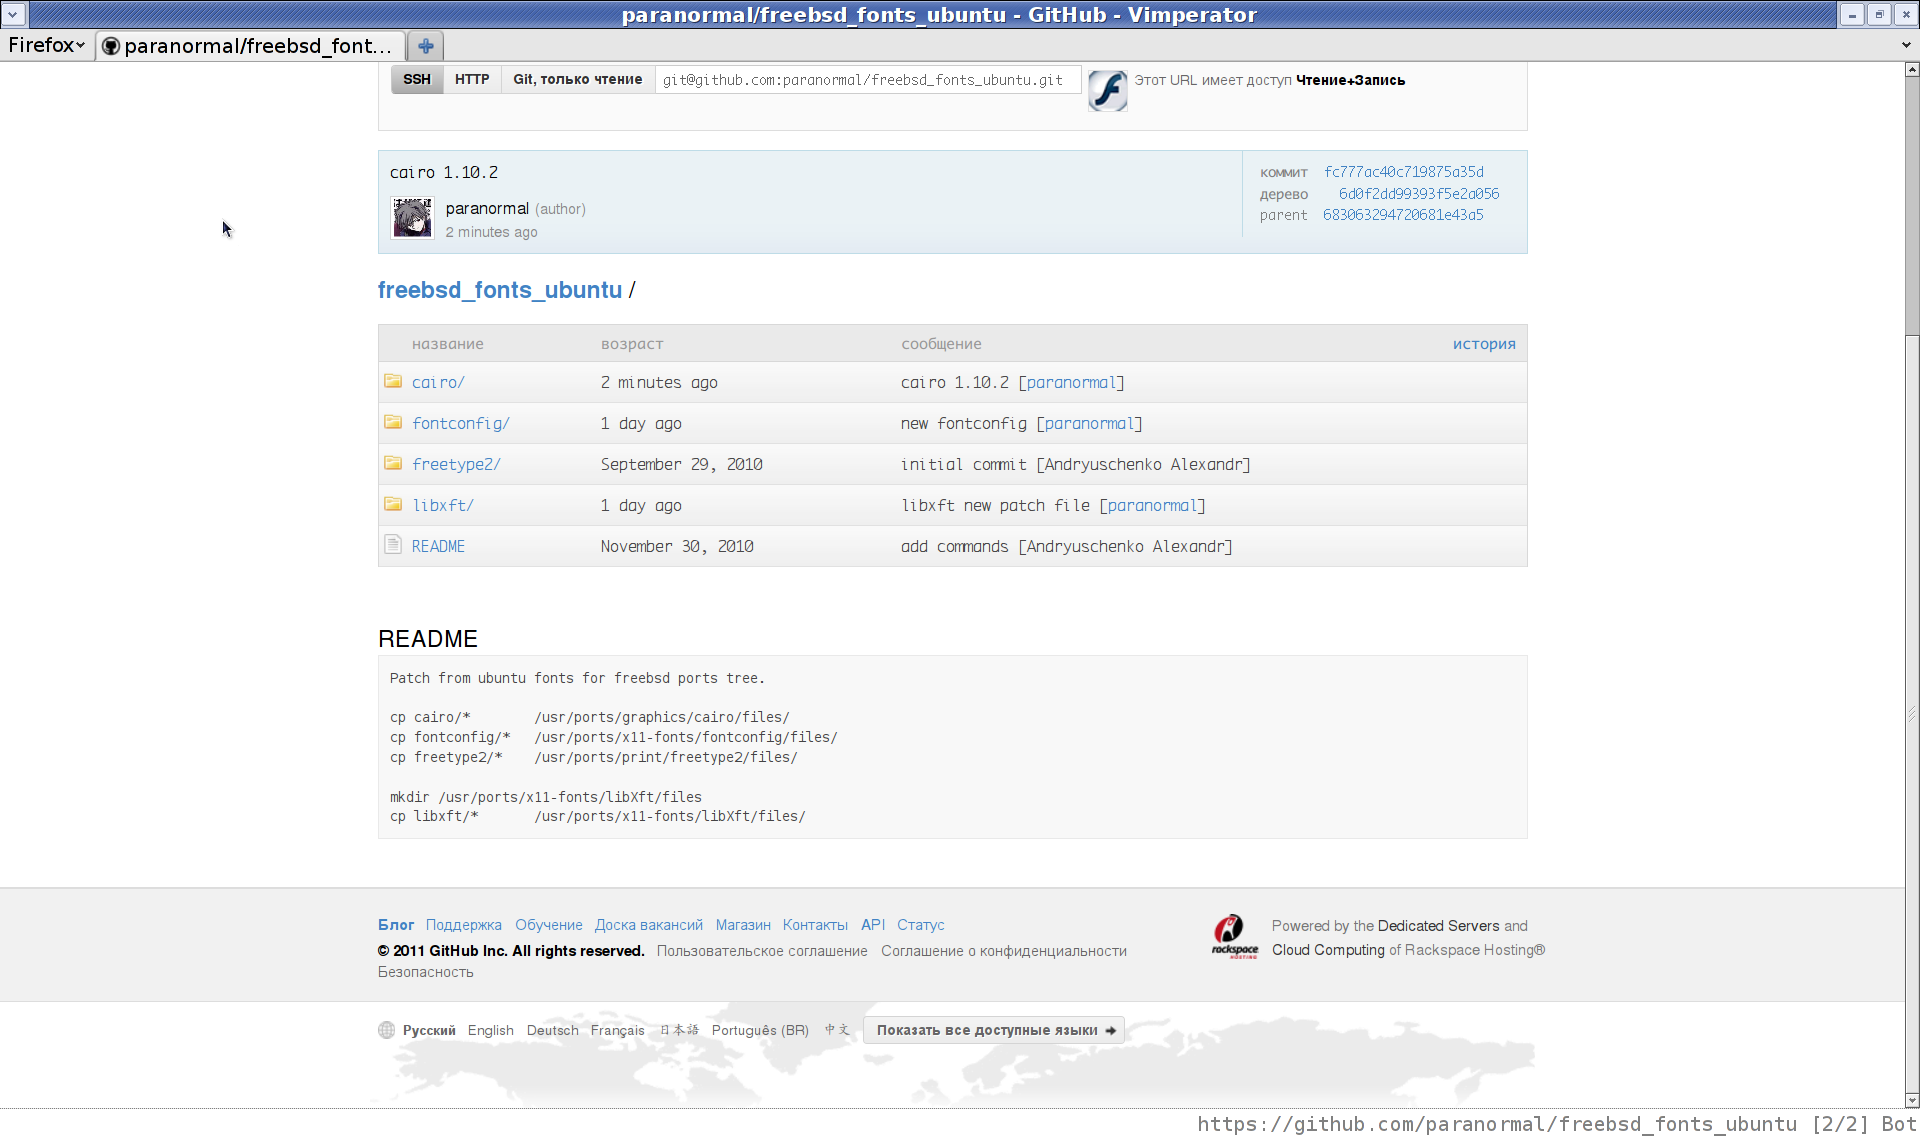 paranormal/freebsd_fonts_ubuntu - GitHub - Vimperator
Firefox paranormal/freebsd_font...
SSH HTTP Git, только чтение git@github.com:paranormal/freebsd_fonts_ubuntu.git Этот URL имеет доступ Чтение+Запись
cairo 1.10.2
paranormal (author)
2 minutes ago
коммит fc777ac40c719875a35d
дерево 6d0f2dd99393f5e2a056
parent 683063294720681e43a5
freebsd_fonts_ubuntu /
название возраст сообщение история
cairo/ 2 minutes ago cairo 1.10.2 [paranormal]
fontconfig/ 1 day ago new fontconfig [paranormal]
freetype2/ September 29, 2010 initial commit [Andryuschenko Alexandr]
libxft/ 1 day ago libxft new patch file [paranormal]
README November 30, 2010 add commands [Andryuschenko Alexandr]
README
Patch from ubuntu fonts for freebsd ports tree.
cp cairo/* /usr/ports/graphics/cairo/files/
cp fontconfig/* /usr/ports/x11-fonts/fontconfig/files/
cp freetype2/* /usr/ports/print/freetype2/files/
mkdir /usr/ports/x11-fonts/libXft/files
cp libxft/* /usr/ports/x11-fonts/libXft/files/
Блог Поддержка Обучение Доска вакансий Магазин Контакты API Статус
© 2011 GitHub Inc. All rights reserved. Пользовательское соглашение Соглашение о конфиденциальности
Безопасность
rackspace
HOSTING
Powered by the Dedicated Servers and
Cloud Computing of Rackspace Hosting®
Русский English Deutsch Français 日本語 Português (BR) 中文 Показать все доступные языки
https://github.com/paranormal/freebsd_fonts_ubuntu [2/2] Bot